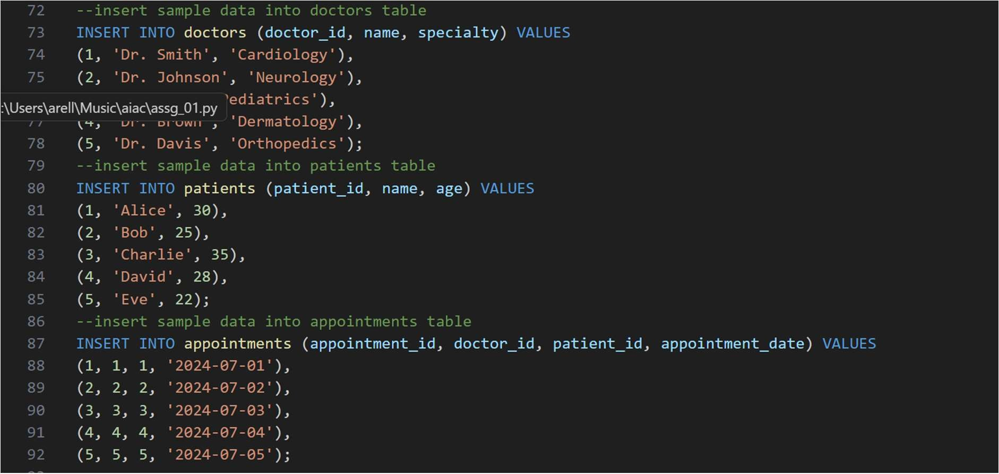 72 --insert sample data into doctors table
73 INSERT INTO doctors (doctor_id, name, specialty) VALUES
74 (1, 'Dr. Smith', 'Cardiology'),
75 (2, 'Dr. Johnson', 'Neurology'),
ediatrics'),
:\Users\arell\Music\aiac\assg_01.py
77 (4, 'Dr. Brown', 'Dermatology'),
78 (5, 'Dr. Davis', 'Orthopedics');
79 --insert sample data into patients table
80 INSERT INTO patients (patient_id, name, age) VALUES
81 (1, 'Alice', 30),
82 (2, 'Bob', 25),
83 (3, 'Charlie', 35),
84 (4, 'David', 28),
85 (5, 'Eve', 22);
86 --insert sample data into appointments table
87 INSERT INTO appointments (appointment_id, doctor_id, patient_id, appointment_date) VALUES
88 (1, 1, 1, '2024-07-01'),
89 (2, 2, 2, '2024-07-02'),
90 (3, 3, 3, '2024-07-03'),
91 (4, 4, 4, '2024-07-04'),
92 (5, 5, 5, '2024-07-05');